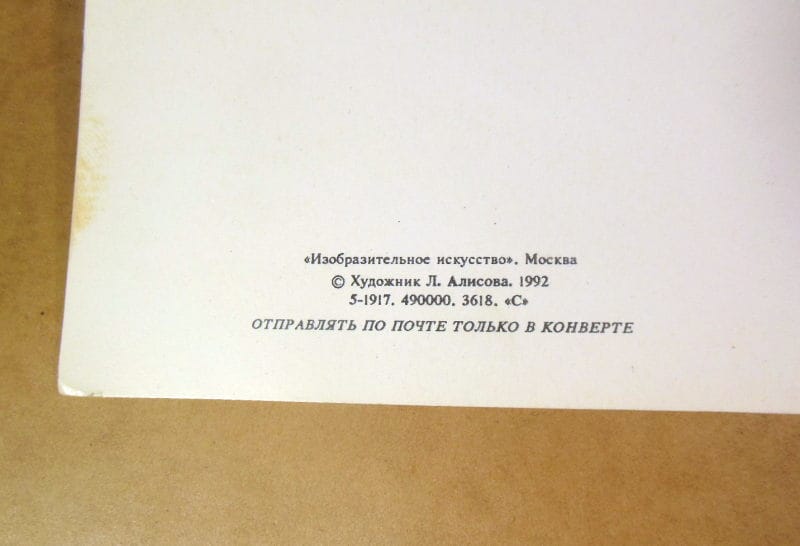 «Изобразительное искусство». Москва
© Художник Л. Алисова. 1992
5-1917. 490000. 3618. «С»
ОТПРАВЛЯТЬ ПО ПОЧТЕ ТОЛЬКО В КОНВЕРТЕ